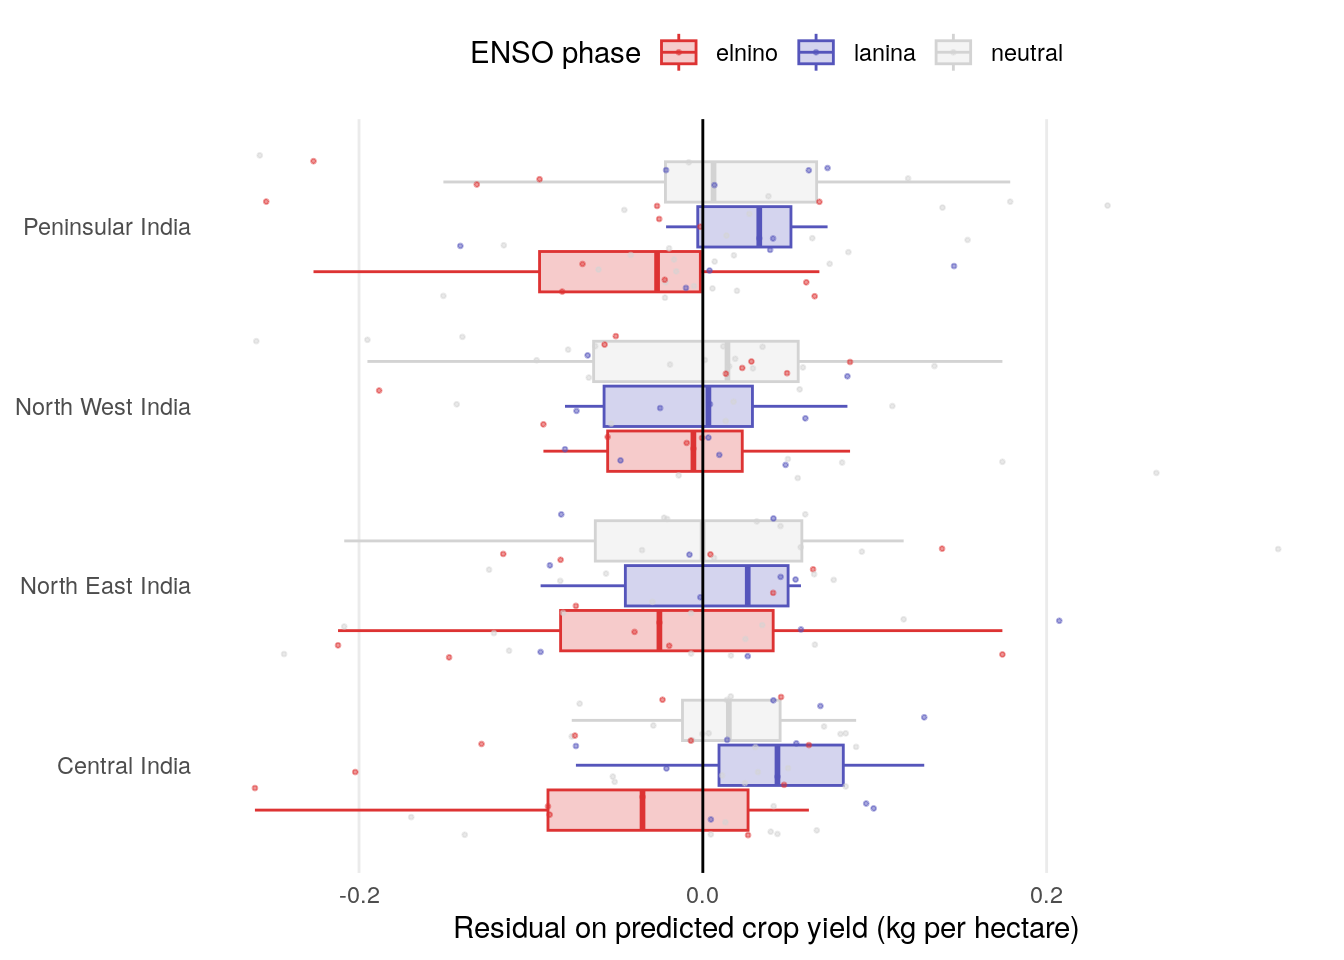 ENSO phase elnino lanina neutral
Peninsular India
North West India
North East India
Central India
-0.2 0.0 0.2
Residual on predicted crop yield (kg per hectare)